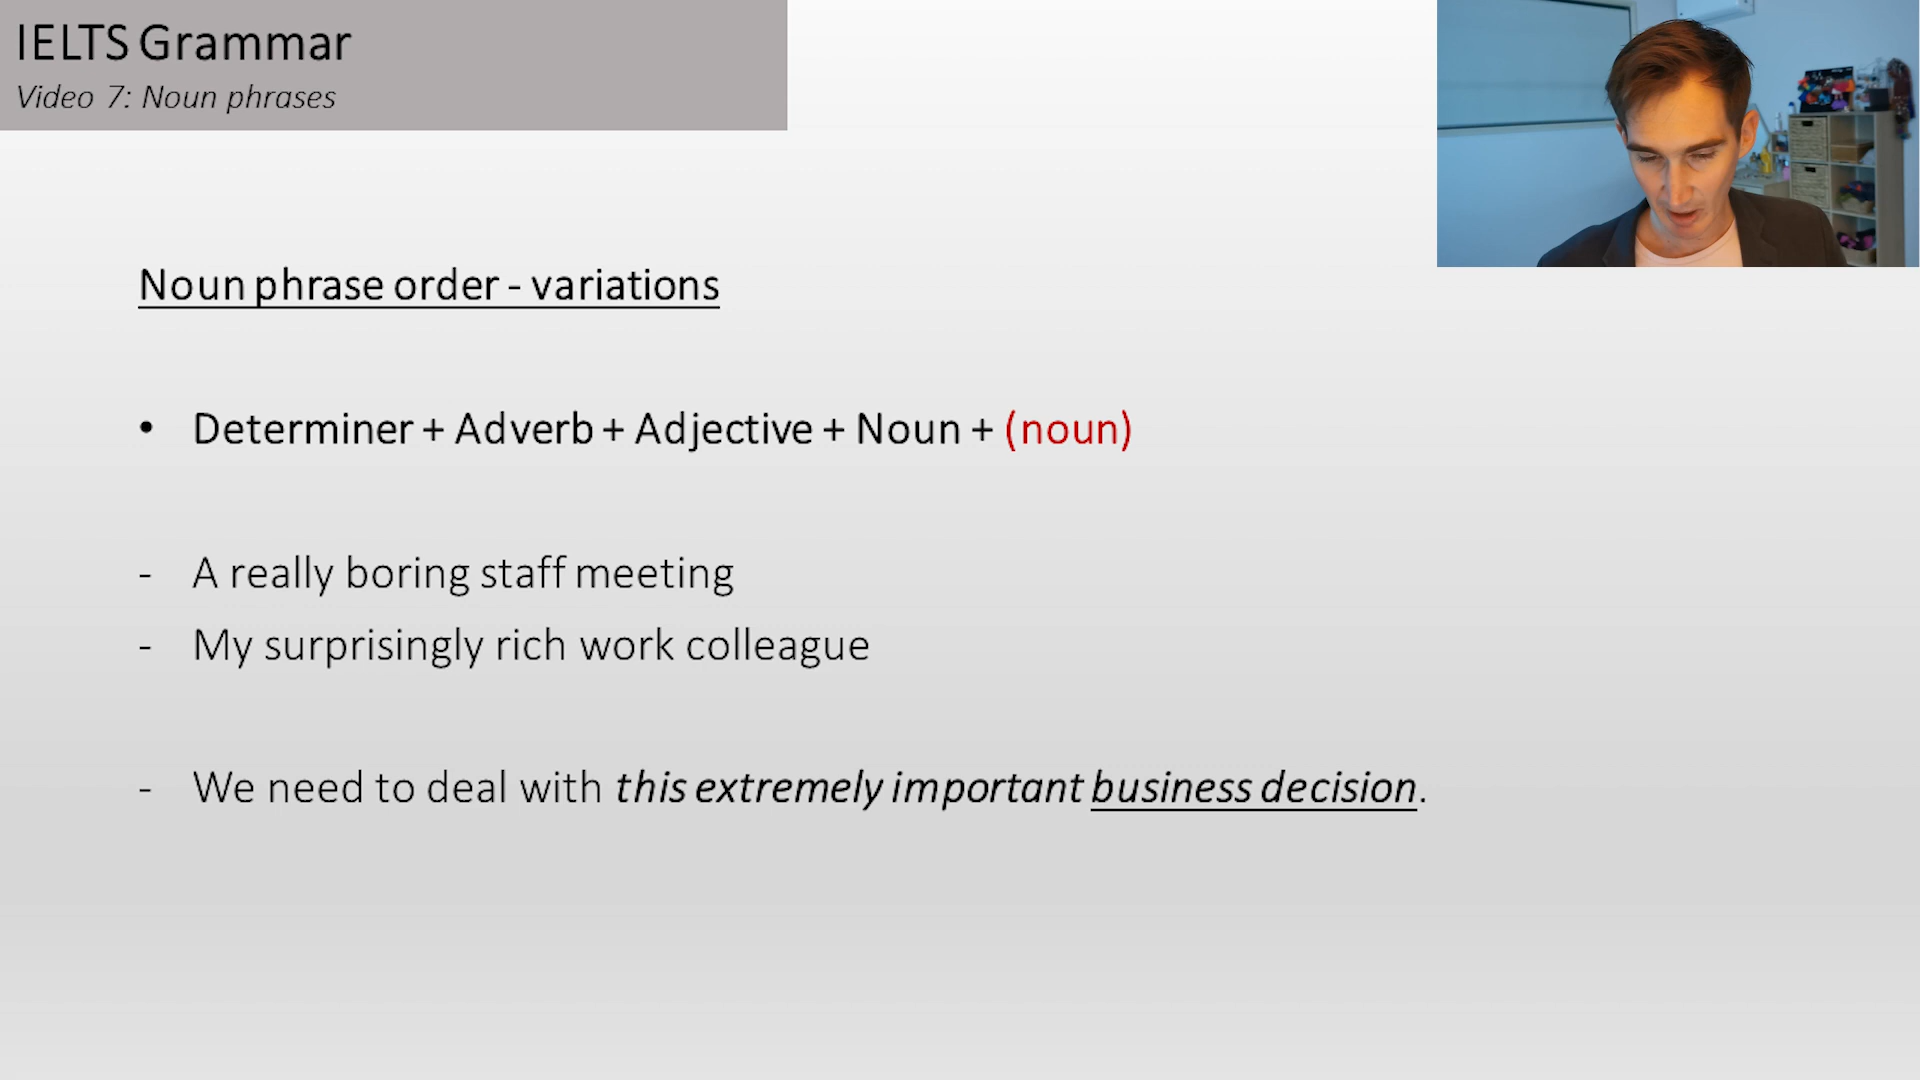 IELTS Grammar
Video 7: Noun phrases
Noun phrase order - variations
• Determiner + Adverb + Adjective + Noun + (noun)
- A really boring staff meeting
- My surprisingly rich work colleague
- We need to deal with this extremely important business decision.